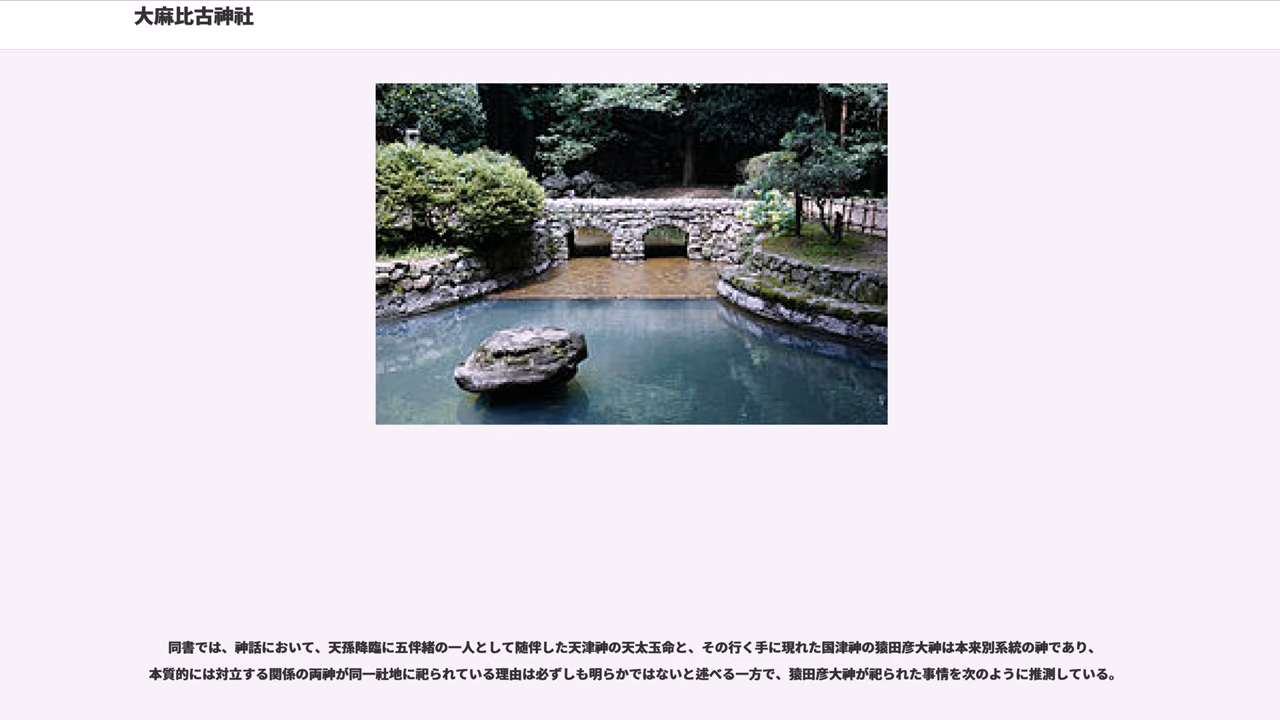 大麻比古神社
同書では、神話において、天孫降臨に五伴緒の一人として随伴した天津神の天太玉命と、その行く手に現れた国津神の猿田彦大神は本来別系統の神であり、
本質的には対立する関係の両神が同一社地に祀られている理由は必ずしも明らかではないと述べる一方で、猿田彦大神が祀られた事情を次のように推測している。